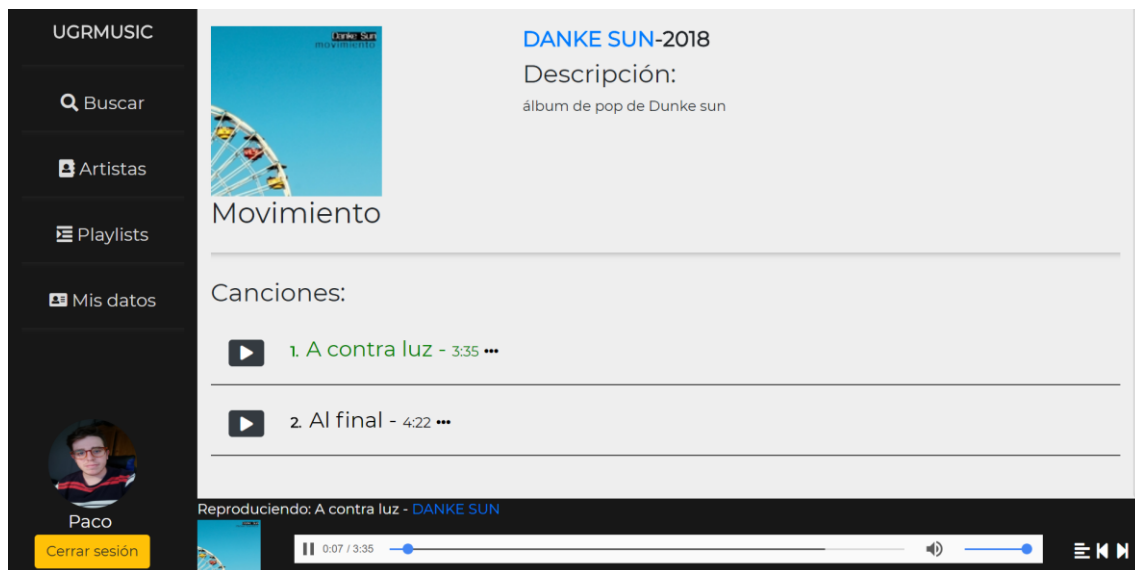 UGRMUSIC
Buscar
Artistas
Playlists
Mis datos
Paco
Cerrar sesión
Danke Sun
movimiento
DANKE SUN-2018
Descripción:
álbum de pop de Dunke sun
Movimiento
Canciones:
1. A contra luz - 3:35 •••
2. Al final - 4:22 •••
Reproduciendo: A contra luz - DANKE SUN
0:07 / 3:35